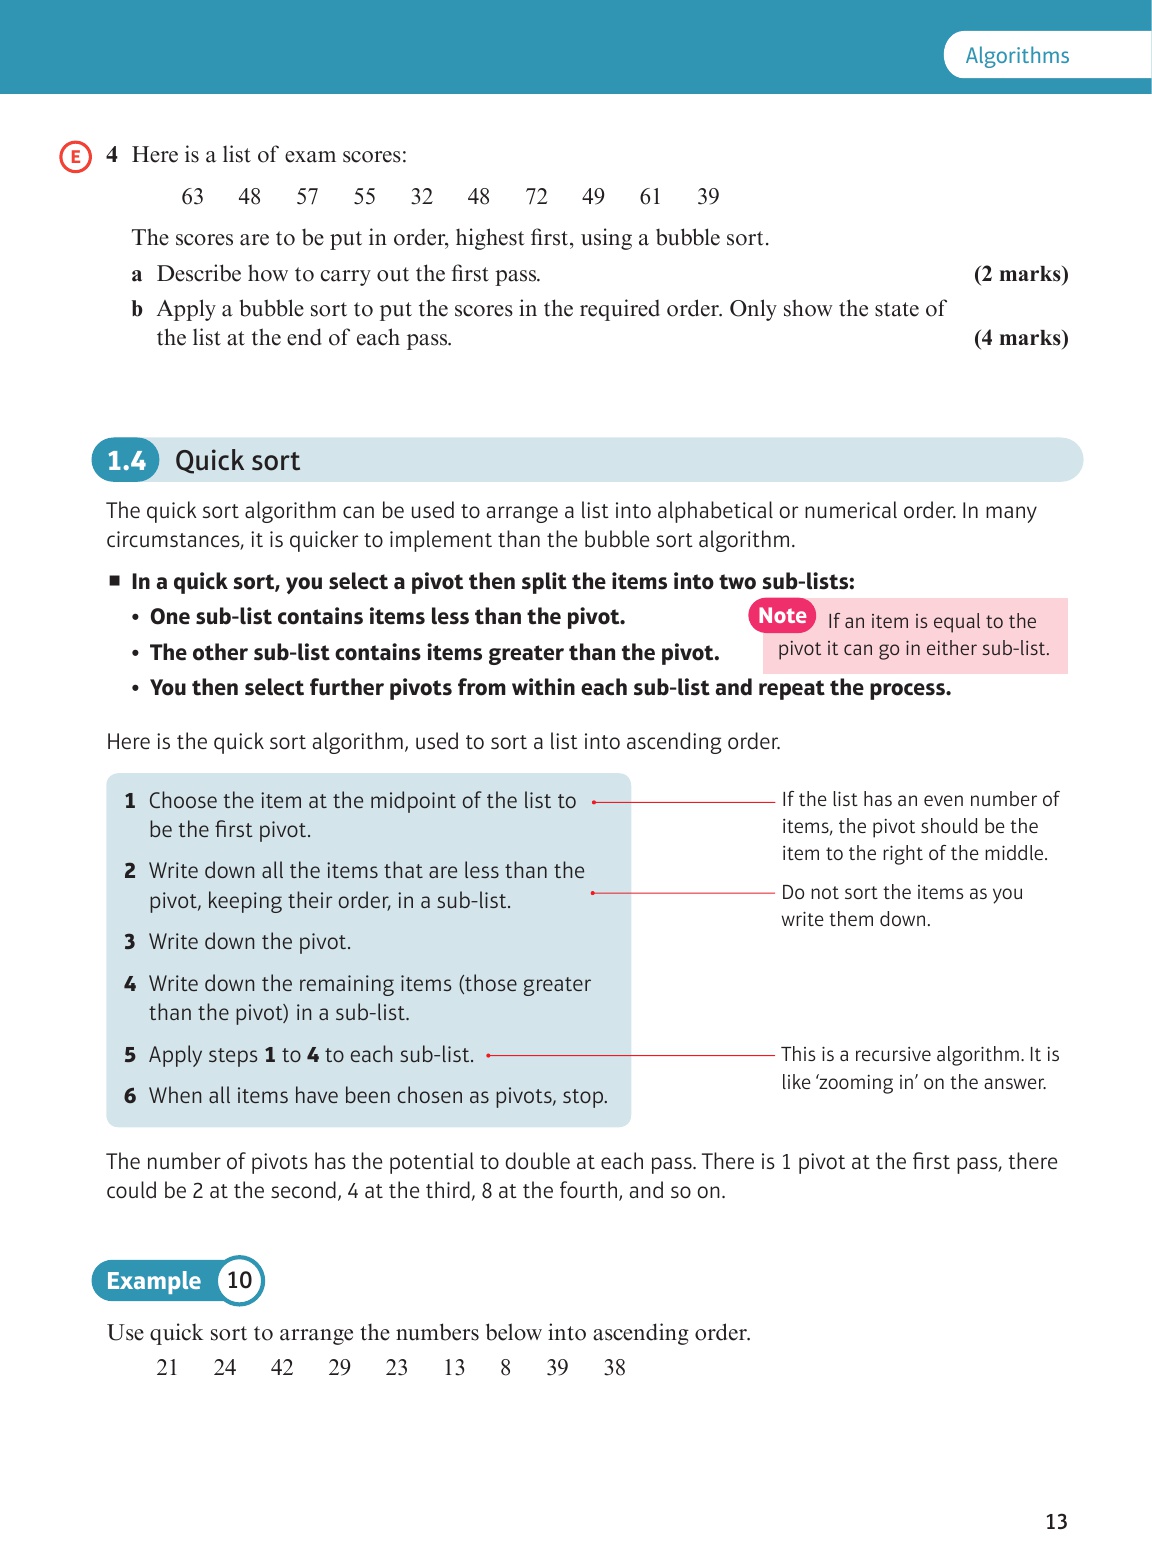 Algorithms
E 4 Here is a list of exam scores:
63 48 57 55 32 48 72 49 61 39
The scores are to be put in order, highest first, using a bubble sort.
a Describe how to carry out the first pass. (2 marks)
b Apply a bubble sort to put the scores in the required order. Only show the state of
the list at the end of each pass. (4 marks)
1.4 Quick sort
The quick sort algorithm can be used to arrange a list into alphabetical or numerical order. In many
circumstances, it is quicker to implement than the bubble sort algorithm.
■ In a quick sort, you select a pivot then split the items into two sub-lists:
• One sub-list contains items less than the pivot.
• The other sub-list contains items greater than the pivot.
• You then select further pivots from within each sub-list and repeat the process.
Note If an item is equal to the
pivot it can go in either sub-list.
Here is the quick sort algorithm, used to sort a list into ascending order.
1 Choose the item at the midpoint of the list to
be the first pivot.
2 Write down all the items that are less than the
pivot, keeping their order, in a sub-list.
3 Write down the pivot.
4 Write down the remaining items (those greater
than the pivot) in a sub-list.
5 Apply steps 1 to 4 to each sub-list.
6 When all items have been chosen as pivots, stop.
If the list has an even number of
items, the pivot should be the
item to the right of the middle.
Do not sort the items as you
write them down.
This is a recursive algorithm. It is
like ‘zooming in’ on the answer.
The number of pivots has the potential to double at each pass. There is 1 pivot at the first pass, there
could be 2 at the second, 4 at the third, 8 at the fourth, and so on.
Example 10
Use quick sort to arrange the numbers below into ascending order.
21 24 42 29 23 13 8 39 38
13